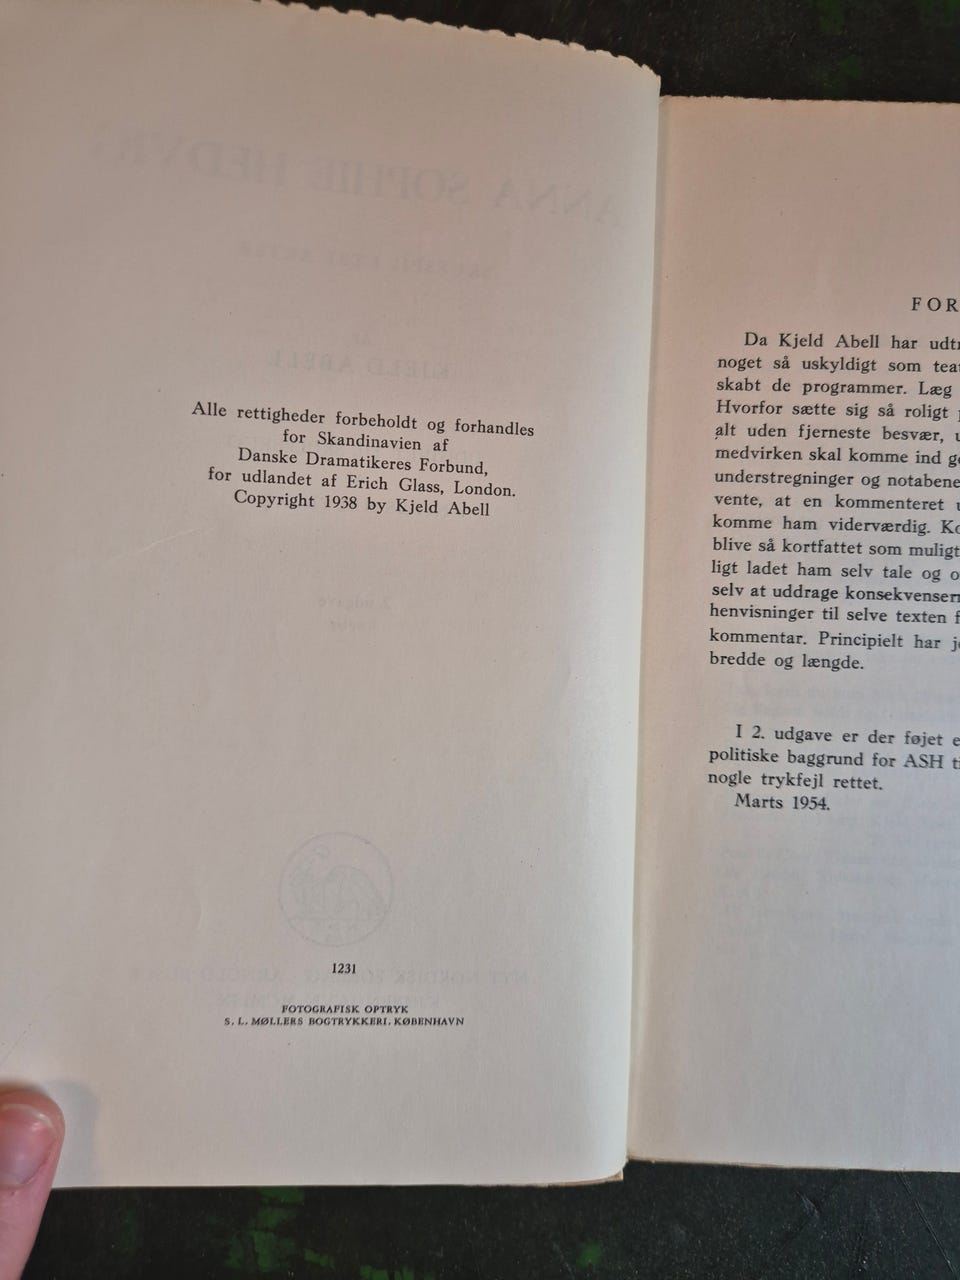 Alle rettigheder forbeholdt og forhandles
for Skandinavien af
Danske Dramatikeres Forbund,
for udlandet af Erich Glass, London.
Copyright 1938 by Kjeld Abell
1231
FOTOGRAFISK OPTRYK
S. L. MØLLERS BOGTRYKKERI. KØBENHAVN
FOR
Da Kjeld Abell har udtr
noget så uskyldigt som tea
skabt de programmer. Læg
Hvorfor sætte sig så roligt p
alt uden fjerneste besvær, u
medvirken skal komme ind g
understregninger og notabene
vente, at en kommenteret u
komme ham viderværdig. Ko
blive så kortfattet som muligt
ligt ladet ham selv tale og o
selv at uddrage konsekvensern
henvisninger til selve texten f
kommentar. Principielt har j
bredde og længde.
I 2. udgave er der føjet e
politiske baggrund for ASH ti
nogle trykfejl rettet.
Marts 1954.